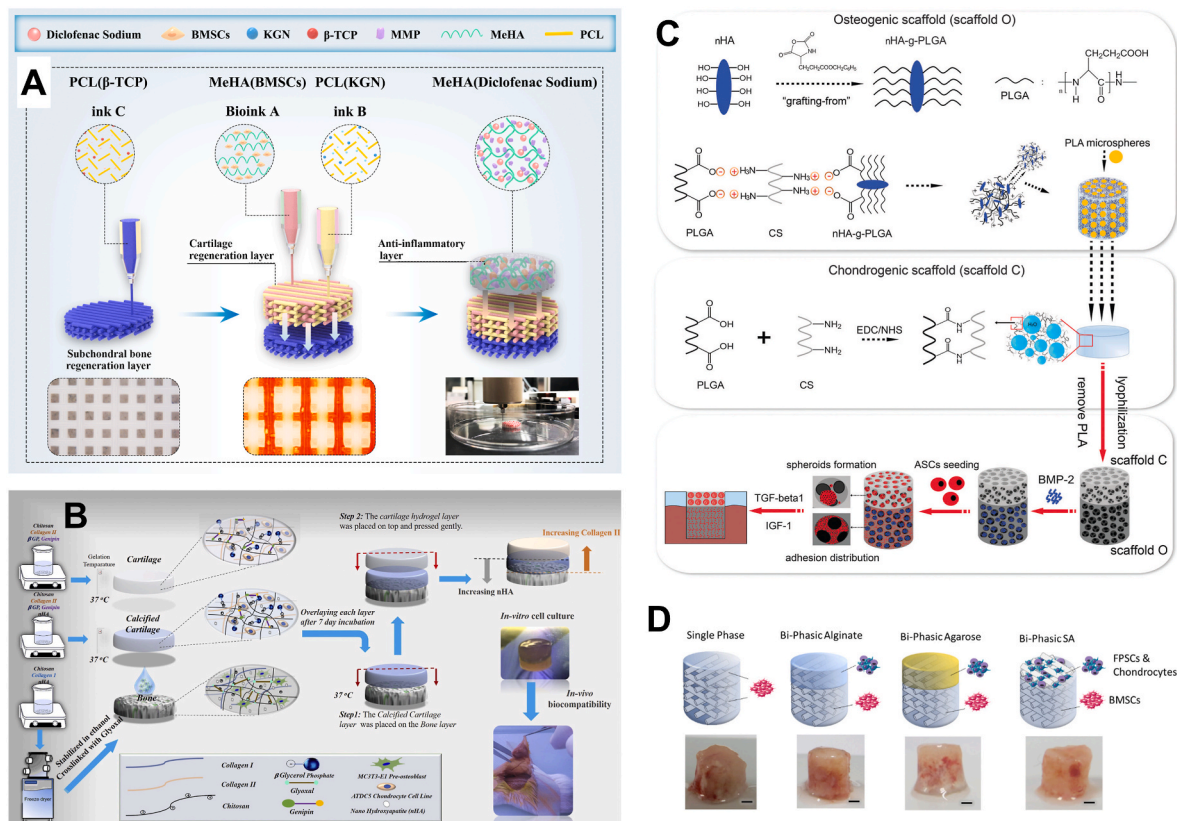 Diclofenac Sodium
BMSCs
KGN
β-TCP
MMP
MeHA
PCL
A
PCL(β-TCP)
MeHA(BMSCs)
PCL(KGN)
MeHA(Diclofenac Sodium)
ink C
Bioink A
ink B
Cartilage
regeneration layer
Anti-inflammatory
layer
Subchondral bone
regeneration layer
B
Chitosan
Collagen II
β GP, Genipin
Gelation
Temparature
37 °C
Cartilage
Chitosan
Collagen II
β GP, Genipin
nHA
37 °C
Calcified
Cartilage
Chitosan
Collagen I
nHA
Bone
Freeze dryer
Stabilized in ethanol
Crosslinked with Glyoxal
Overlaying each layer
after 7 day incubation
Step 2: The cartilage hydrogel layer
was placed on top and pressed gently.
Increasing nHA
Increasing Collagen II
37 °C
Step1: The Calcified Cartilage
layer was placed on the Bone layer
In-vitro cell culture
In-vivo
biocompatibility
Collagen I
Collagen II
Chitosan
β Glycerol Phosphate
Glyoxal
Genipin
MC3T3-E1 Pre-osteoblast
ATDC5 Chondrocyte Cell Line
Nano Hydroxyapatite (nHA)
C
Osteogenic scaffold (scaffold O)
nHA
nHA-g-PLGA
"grafting-from"
PLGA
:
PLA microspheres
PLGA
CS
nHA-g-PLGA
Chondrogenic scaffold (scaffold C)
PLGA
+
CS
EDC/NHS
H₂O
lyophilization
remove PLA
scaffold C
scaffold O
BMP-2
ASCs seeding
spheroids formation
adhesion distribution
TGF-beta1
IGF-1
D
Single Phase
Bi-Phasic Alginate
Bi-Phasic Agarose
Bi-Phasic SA
FPSCs &
Chondrocytes
BMSCs